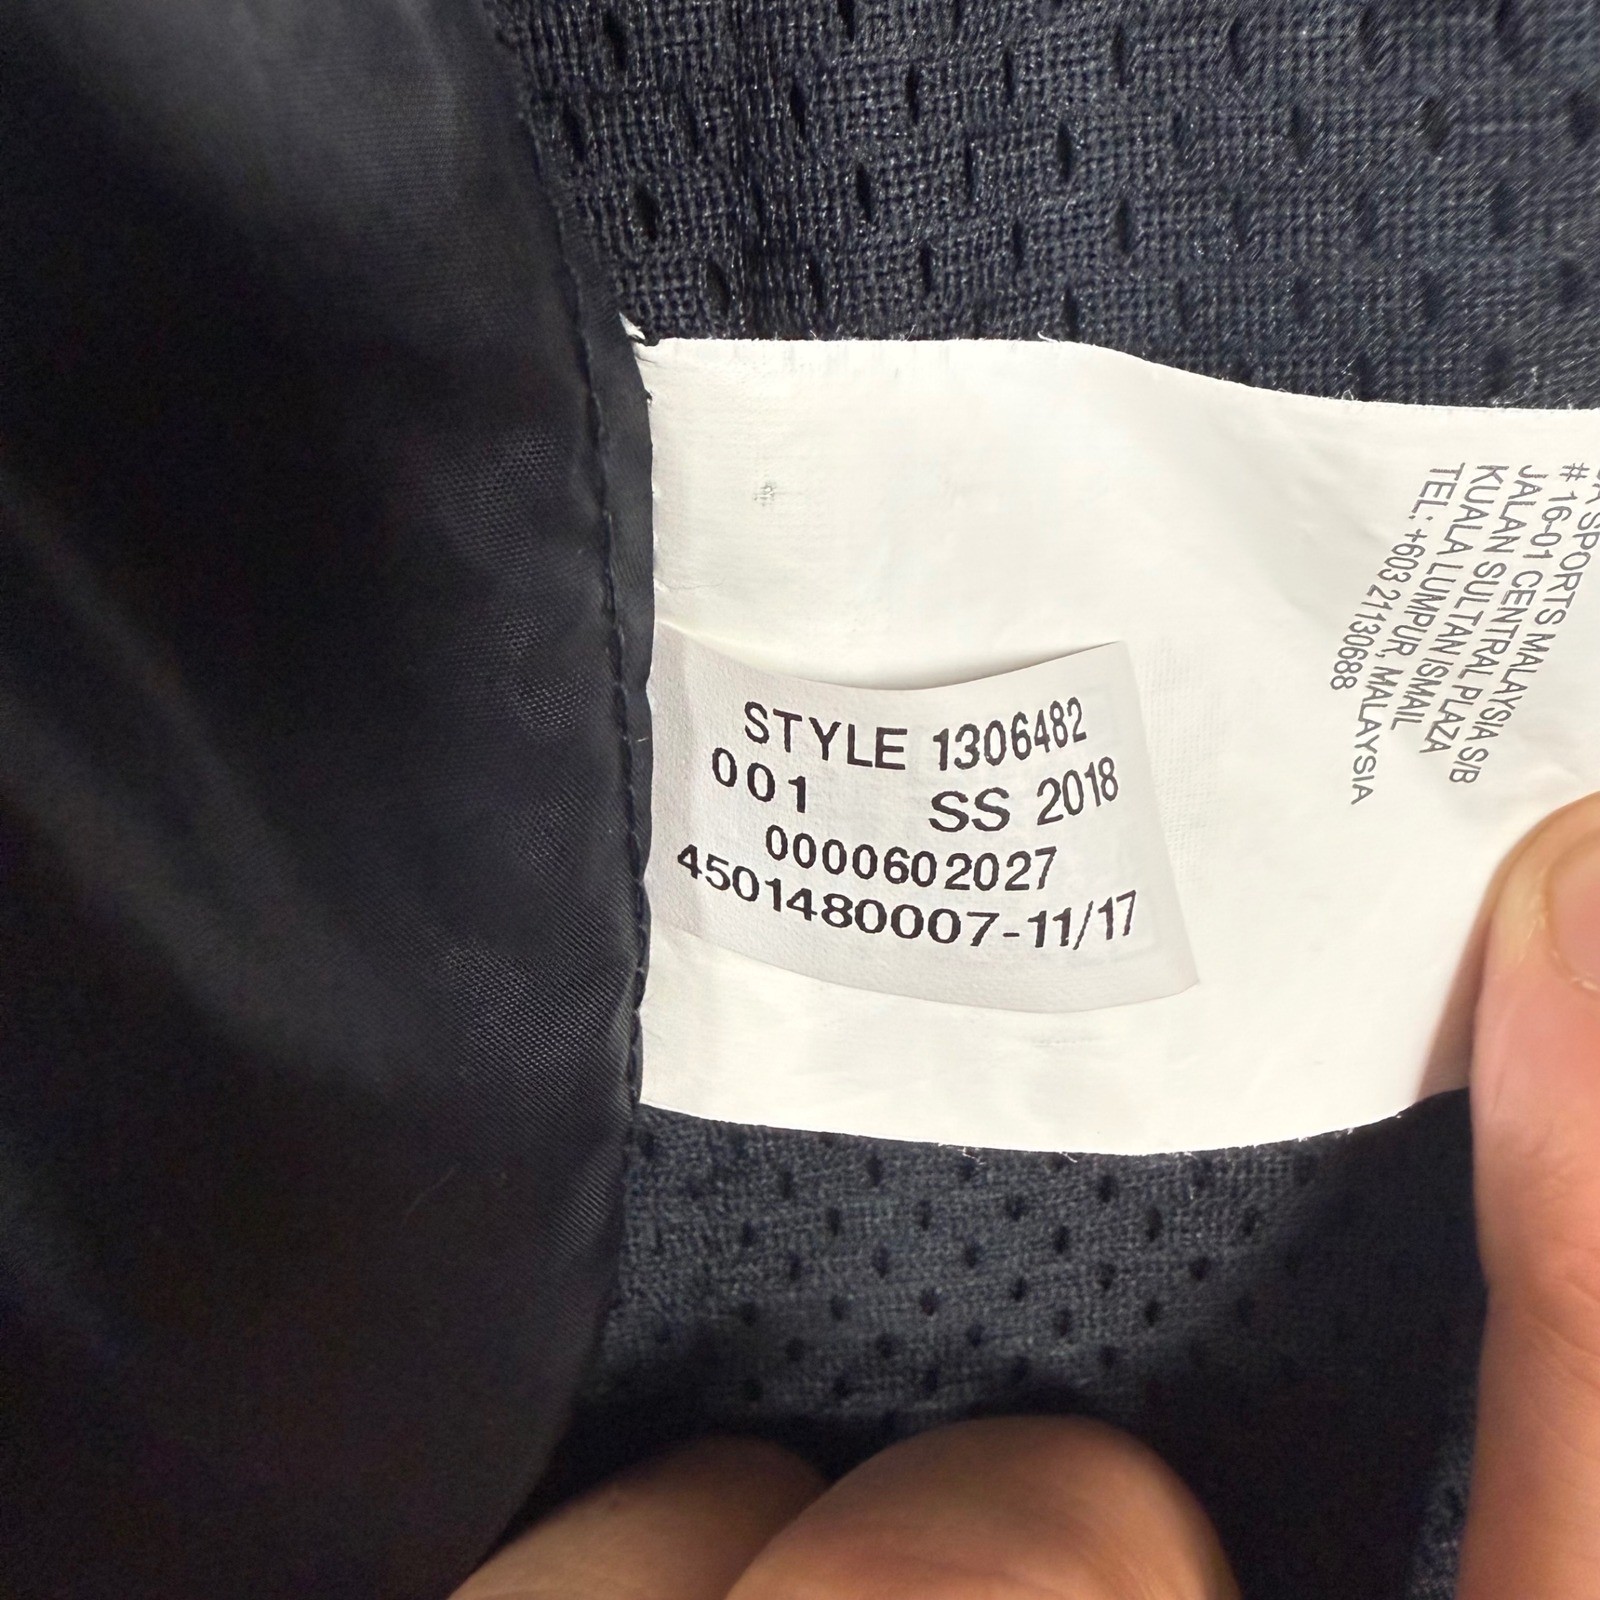 STYLE 1306482
001 SS 2018
0000602027
4501480007-11/17
SPORTS MALAYSIA S/B
# 16-01 CENTRAL PLAZA
JALAN SULTAN ISMAIL
KUALA LUMPUR, MALAYSIA
TEL: +603 21130688